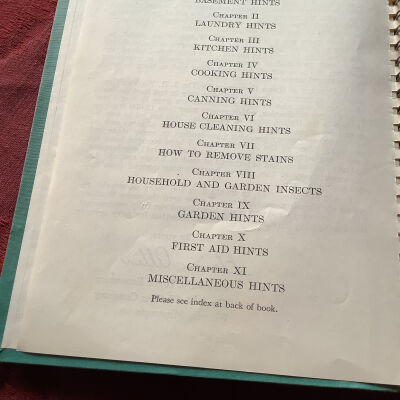 BASEMENT HINTS
Chapter II
LAUNDRY HINTS
Chapter III
KITCHEN HINTS
Chapter IV
COOKING HINTS
Chapter V
CANNING HINTS
Chapter VI
HOUSE CLEANING HINTS
Chapter VII
HOW TO REMOVE STAINS
Chapter VIII
HOUSEHOLD AND GARDEN INSECTS
Chapter IX
GARDEN HINTS
Chapter X
FIRST AID HINTS
Chapter XI
MISCELLANEOUS HINTS
Please see index at back of book.